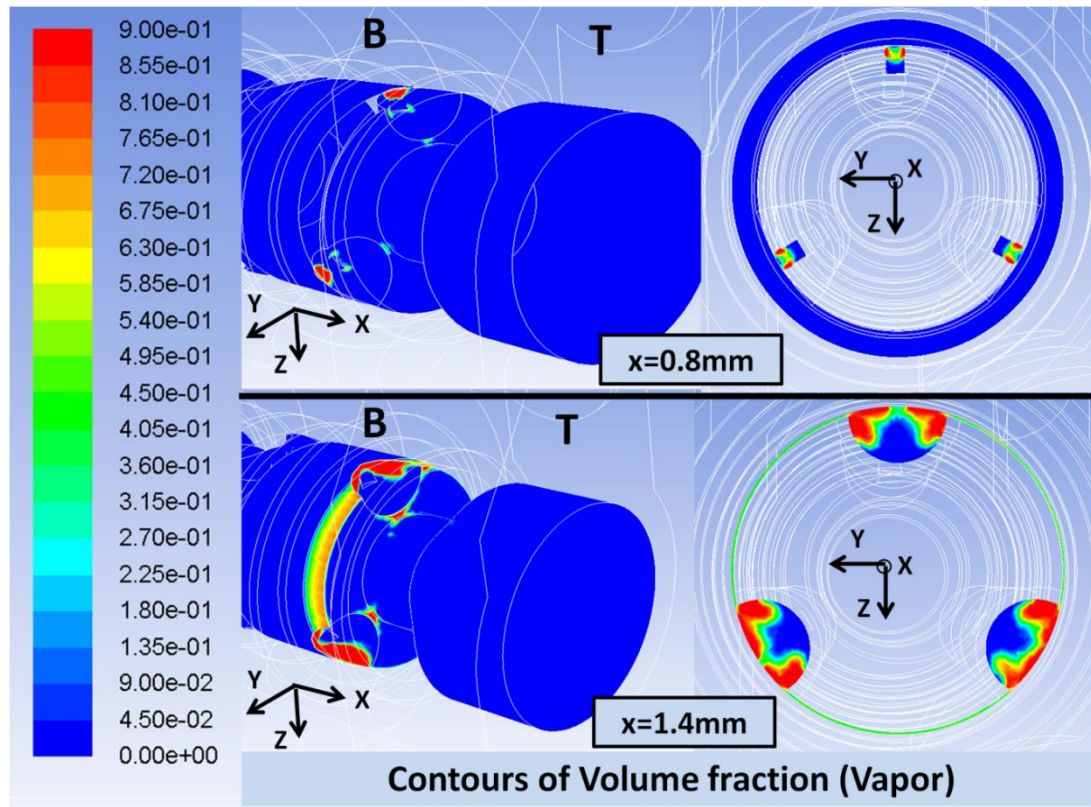 9.00e-01
8.55e-01
8.10e-01
7.65e-01
7.20e-01
6.75e-01
6.30e-01
5.85e-01
5.40e-01
4.95e-01
4.50e-01
4.05e-01
3.60e-01
3.15e-01
2.70e-01
2.25e-01
1.80e-01
1.35e-01
9.00e-02
4.50e-02
0.00e+00
B T
Y X
Z
Y X
Z
x=0.8mm
B T
Y X
Z
Y X
Z
x=1.4mm
Contours of Volume fraction (Vapor)